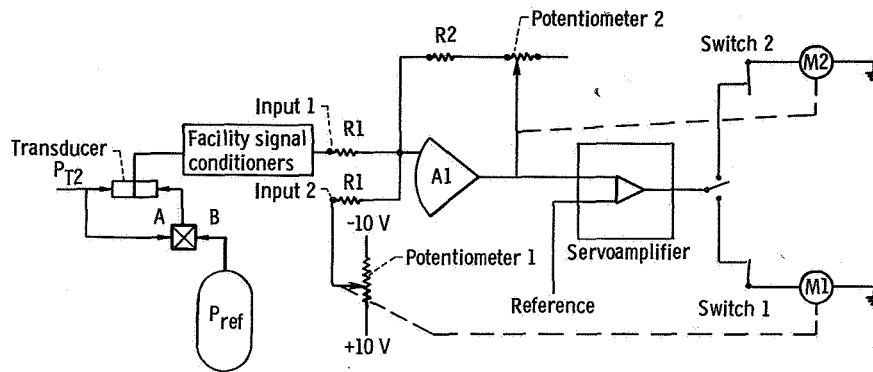 R2
Potentiometer 2
Switch 2
M2
Input 1
R1
Facility signal
conditioners
Transducer
P_T2
Input 2
R1
A1
A
B
-10 V
Potentiometer 1
Servoamplifier
M1
P_ref
Reference
Switch 1
+10 V